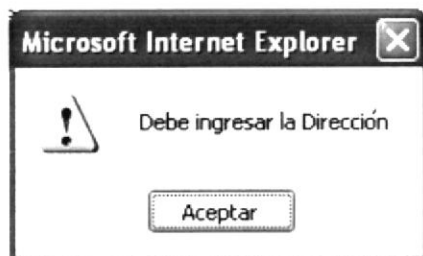 Microsoft Internet Explorer
Debe ingresar la Dirección
Aceptar